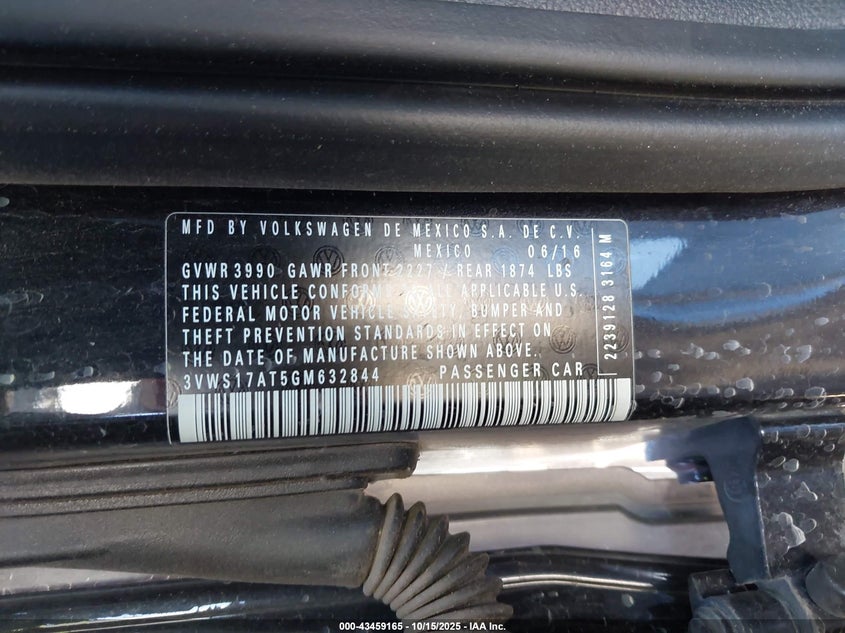 MFD BY VOLKSWAGEN DE MEXICO S.A. DE C.V.
MEXICO 06/16
GVWR 3990 GAWR FRONT 2227 / REAR 1874 LBS
THIS VEHICLE CONFORMS TO ALL APPLICABLE U.S.
FEDERAL MOTOR VEHICLE SAFETY, BUMPER AND
THEFT PREVENTION STANDARDS IN EFFECT ON
THE DATE OF MANUFACTURE SHOWN ABOVE.
3VWS17AT5GM632844 PASSENGER CAR
2239128 3164 M
000-43459165 - 10/15/2025 - IAA Inc.